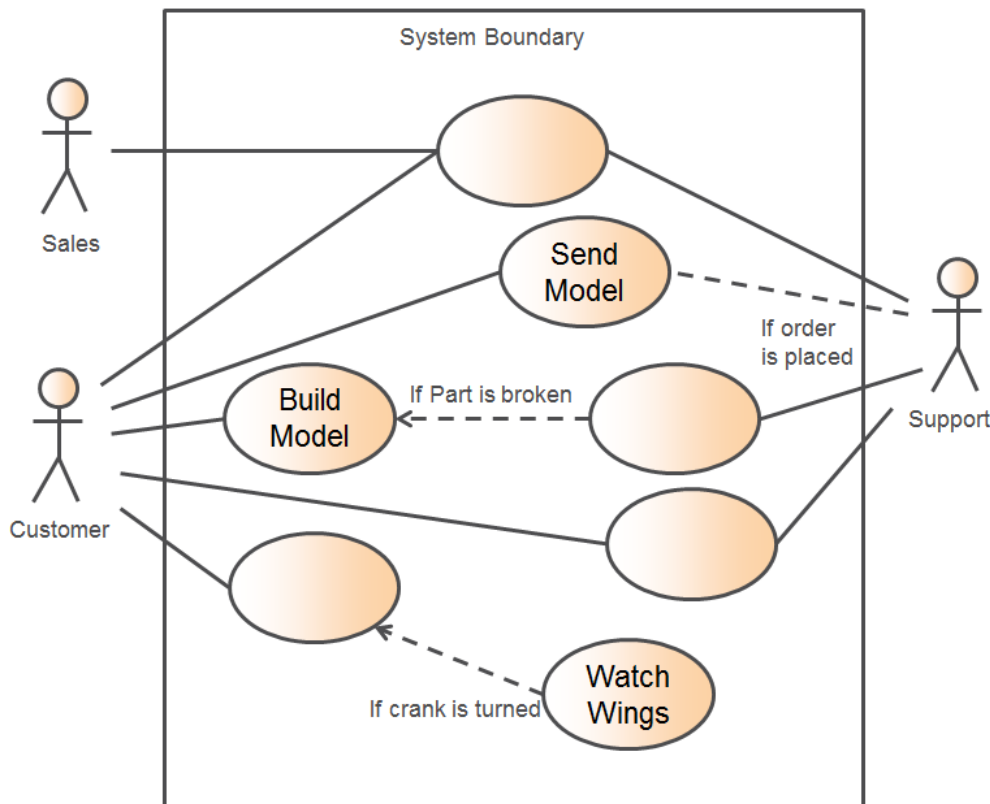 System Boundary
Sales
Send
Model
If order
is placed
If Part is broken
Build
Model
Support
Customer
Watch
Wings
If crank is turned